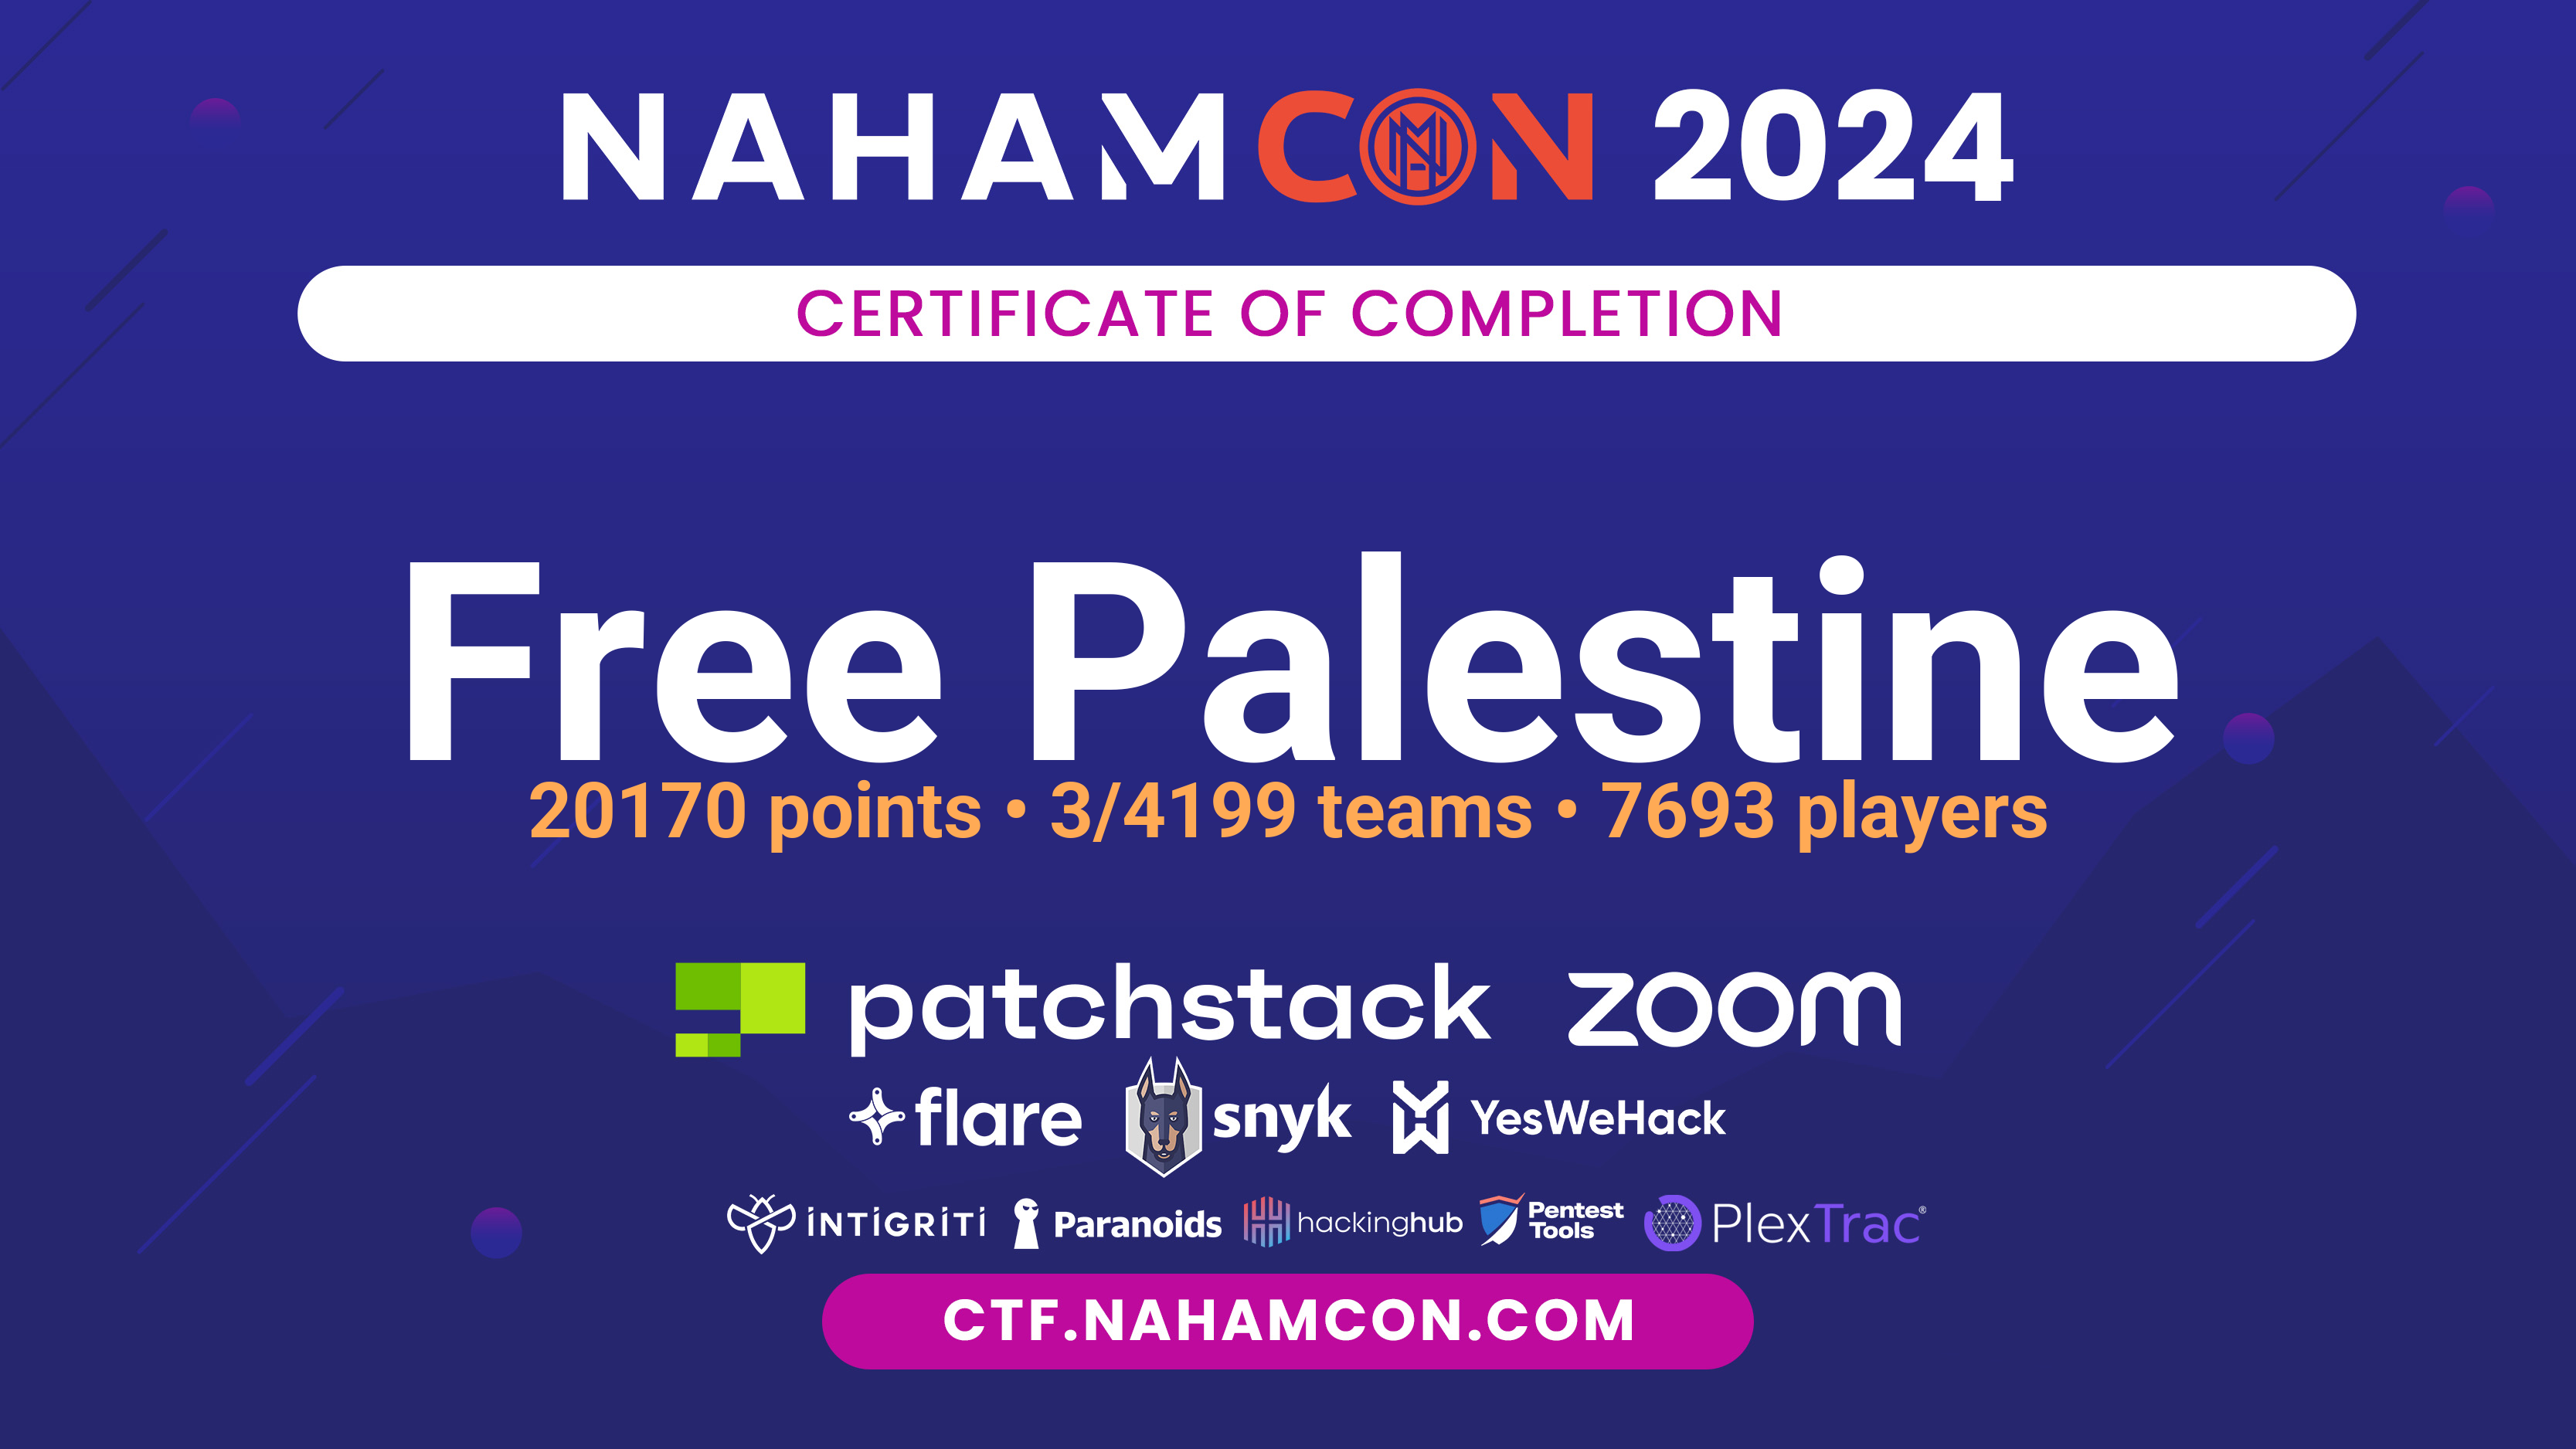 NAHAMCON 2024
CERTIFICATE OF COMPLETION
Free Palestine
20170 points • 3/4199 teams • 7693 players
patchstack zoom
flare snyk YesWeHack
INTIGRITI Paranoids hackinghub Pentest Tools PlexTrac®
CTF.NAHAMCON.COM